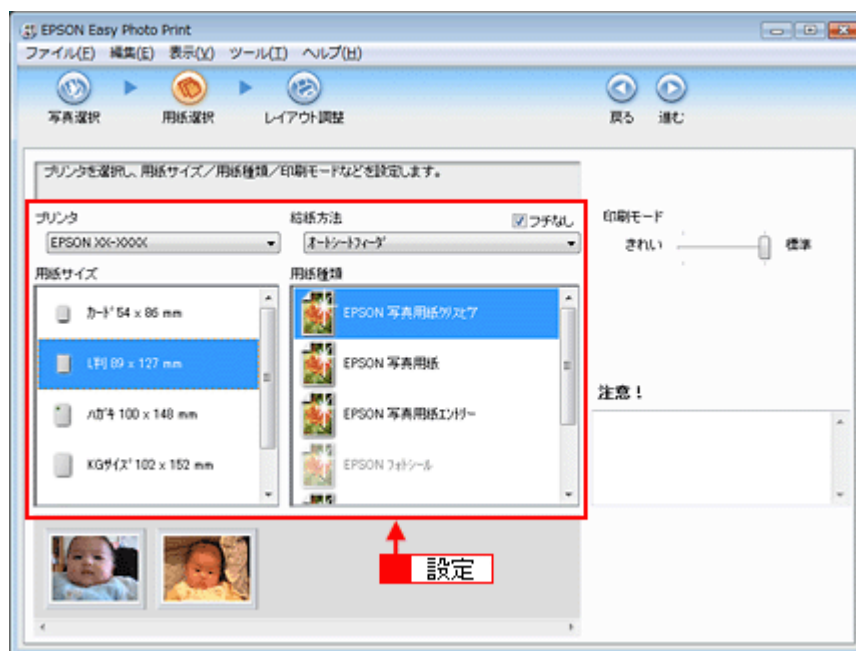 EPSON Easy Photo Print
ファイル(F) 編集(E) 表示(V) ツール(T) ヘルプ(H)
写真選択 用紙選択 レイアウト調整 戻る 進む
プリンタを選択し、用紙サイズ/用紙種類/印刷モードなどを設定します。
プリンタ 給紙方法 フチなし 印刷モード
EPSON XX-XXXX オートシートフィーダ きれい 標準
用紙サイズ 用紙種類
カード 54 x 86 mm EPSON 写真用紙クリスピア
L判 89 x 127 mm EPSON 写真用紙
注意!
ハガキ 100 x 148 mm EPSON 写真用紙エントリー
KGサイズ 102 x 152 mm EPSON フォトシール
設定